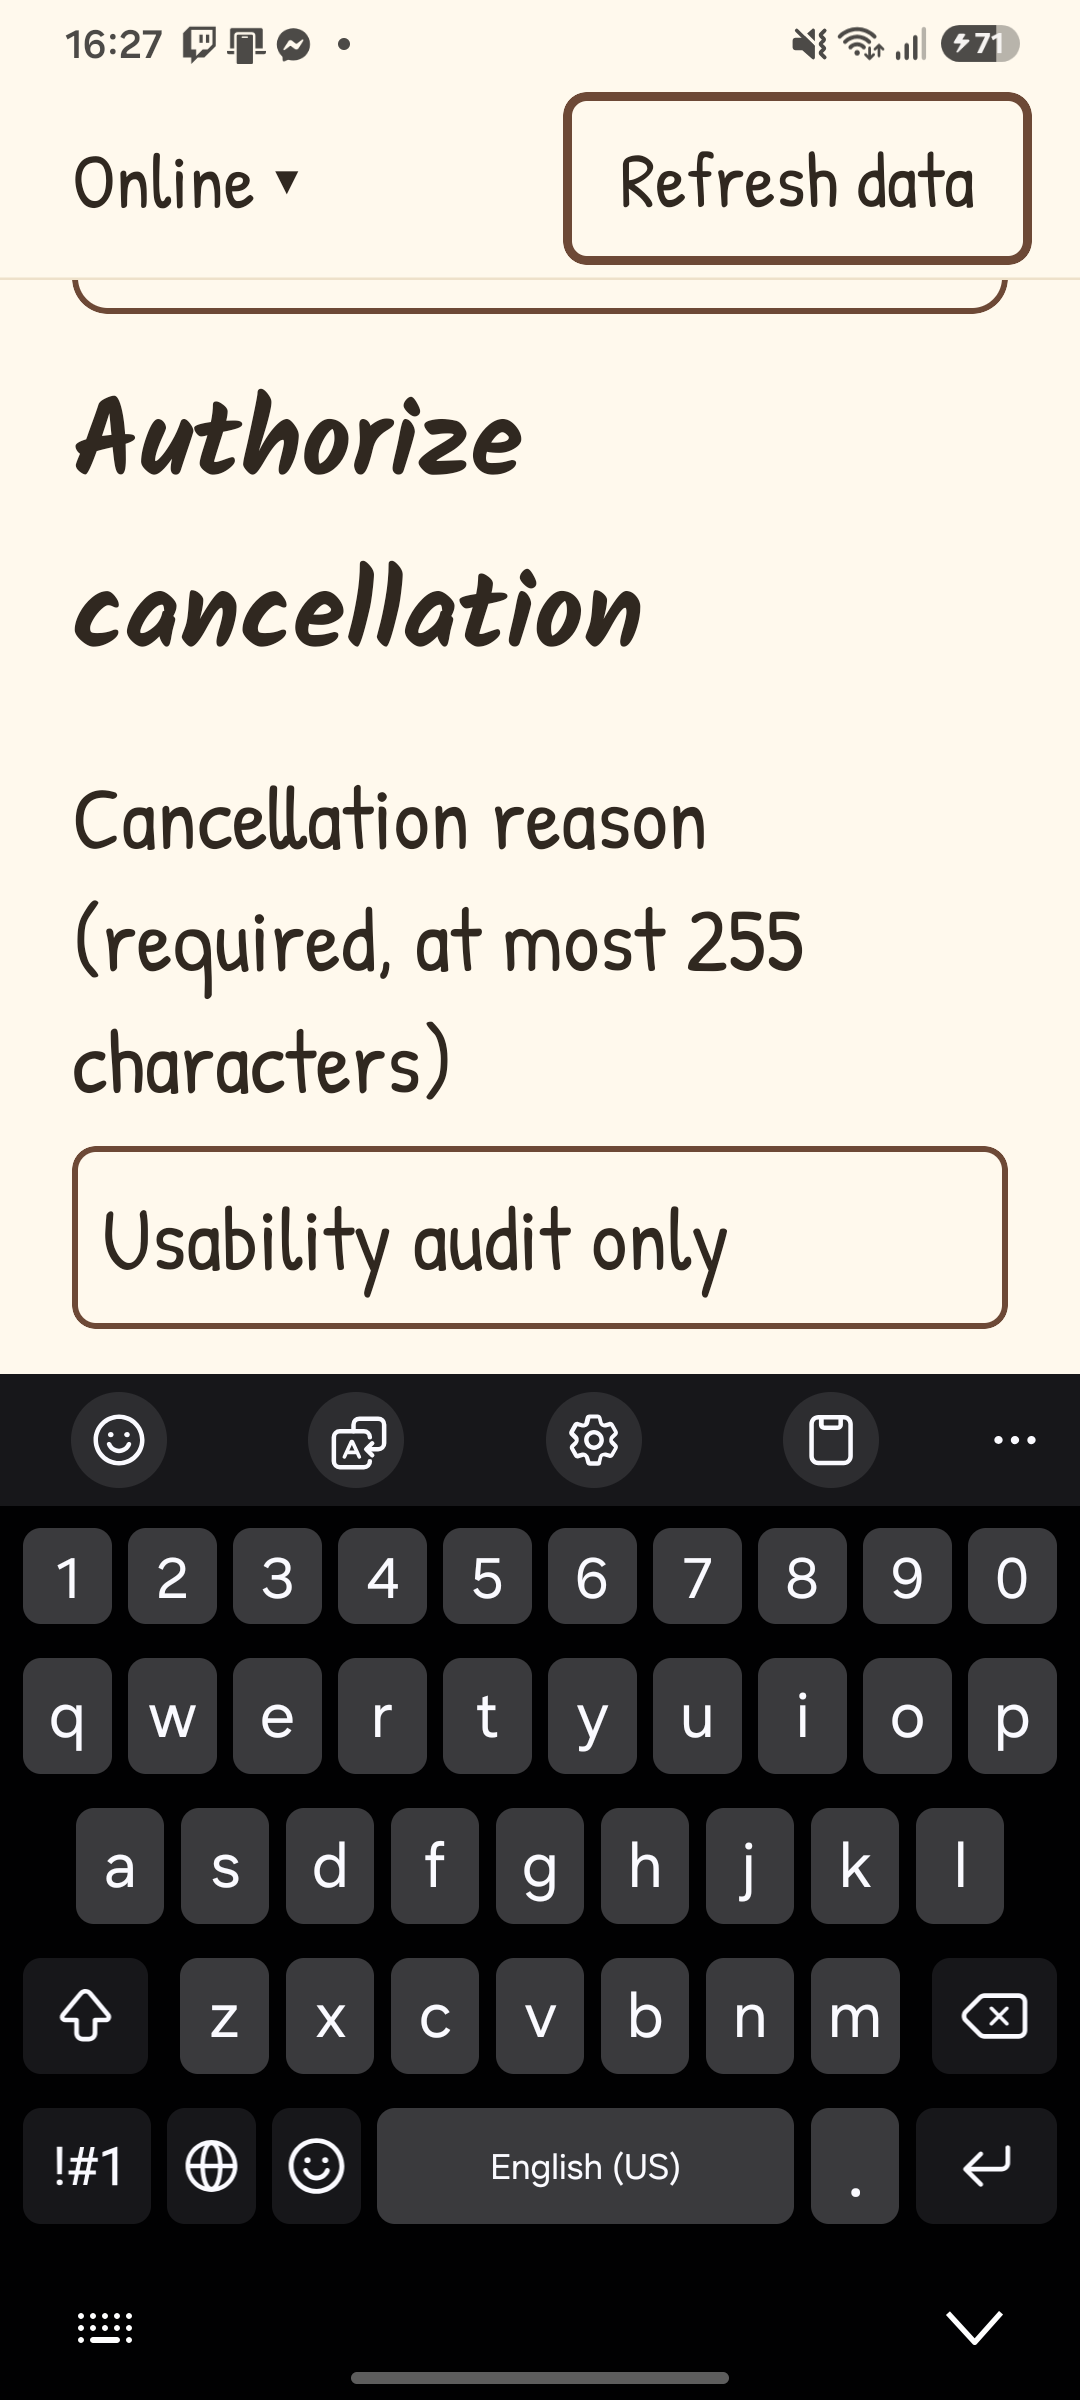 16:27
71
Online ▼
Refresh data
Authorize
cancellation
Cancellation reason
(required, at most 255
characters)
Usability audit only
1 2 3 4 5 6 7 8 9 0
q w e r t y u i o p
a s d f g h j k l
z x c v b n m
!#1 English (US) .